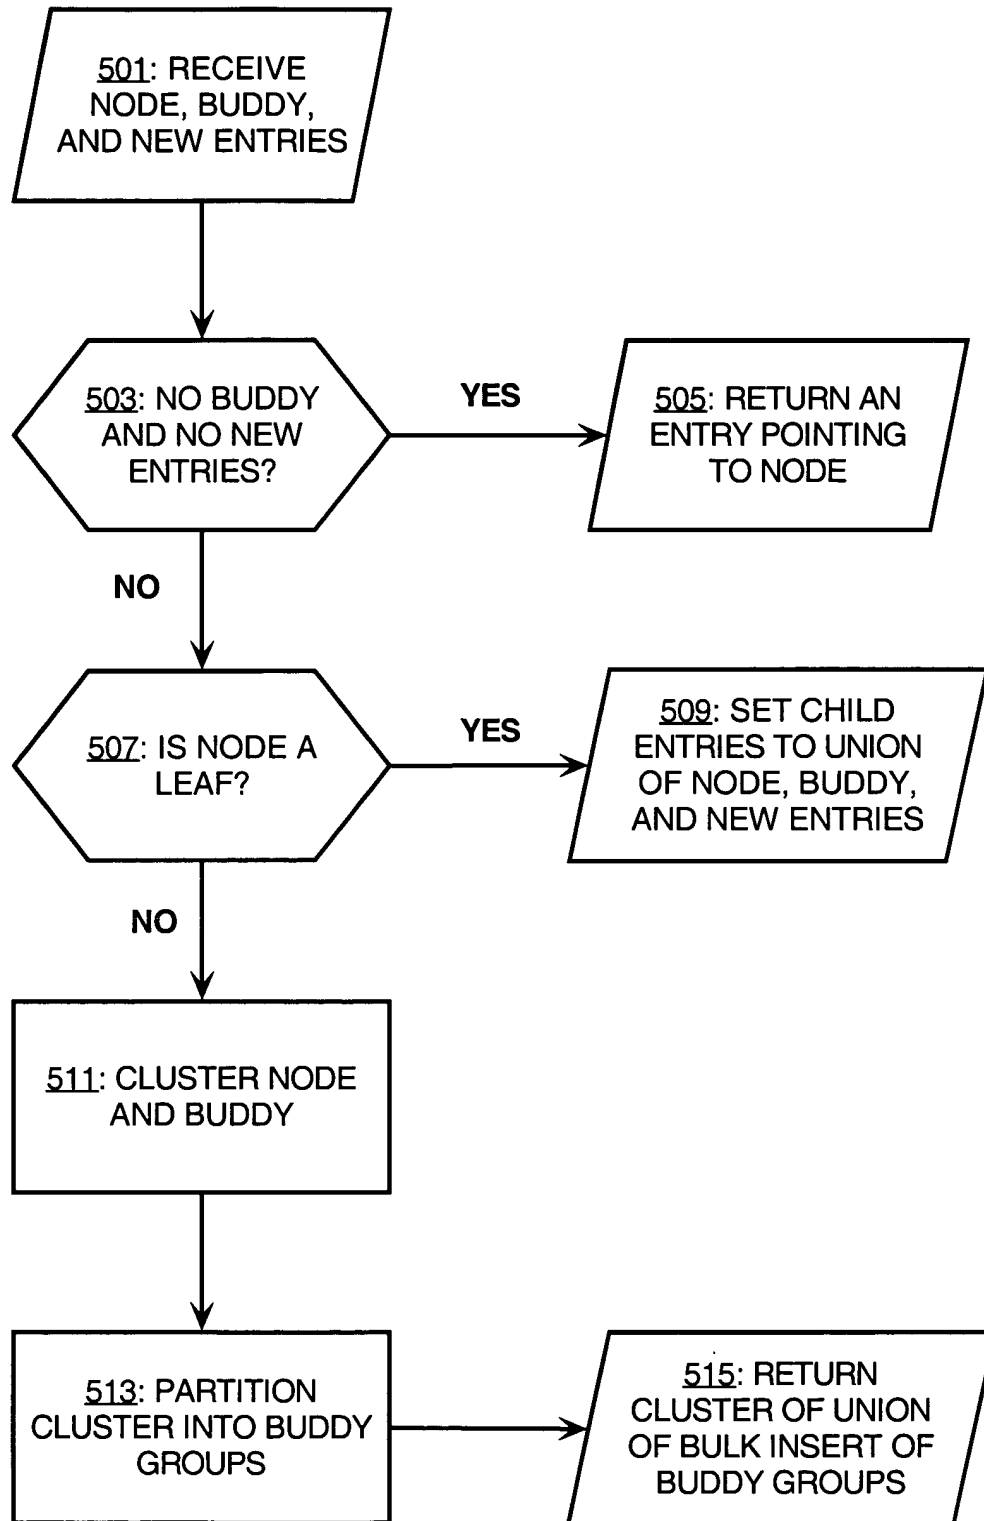 501: RECEIVE
NODE, BUDDY,
AND NEW ENTRIES
503: NO BUDDY
AND NO NEW
ENTRIES?
YES
505: RETURN AN
ENTRY POINTING
TO NODE
NO
507: IS NODE A
LEAF?
YES
509: SET CHILD
ENTRIES TO UNION
OF NODE, BUDDY,
AND NEW ENTRIES
NO
511: CLUSTER NODE
AND BUDDY
513: PARTITION
CLUSTER INTO BUDDY
GROUPS
515: RETURN
CLUSTER OF UNION
OF BULK INSERT OF
BUDDY GROUPS